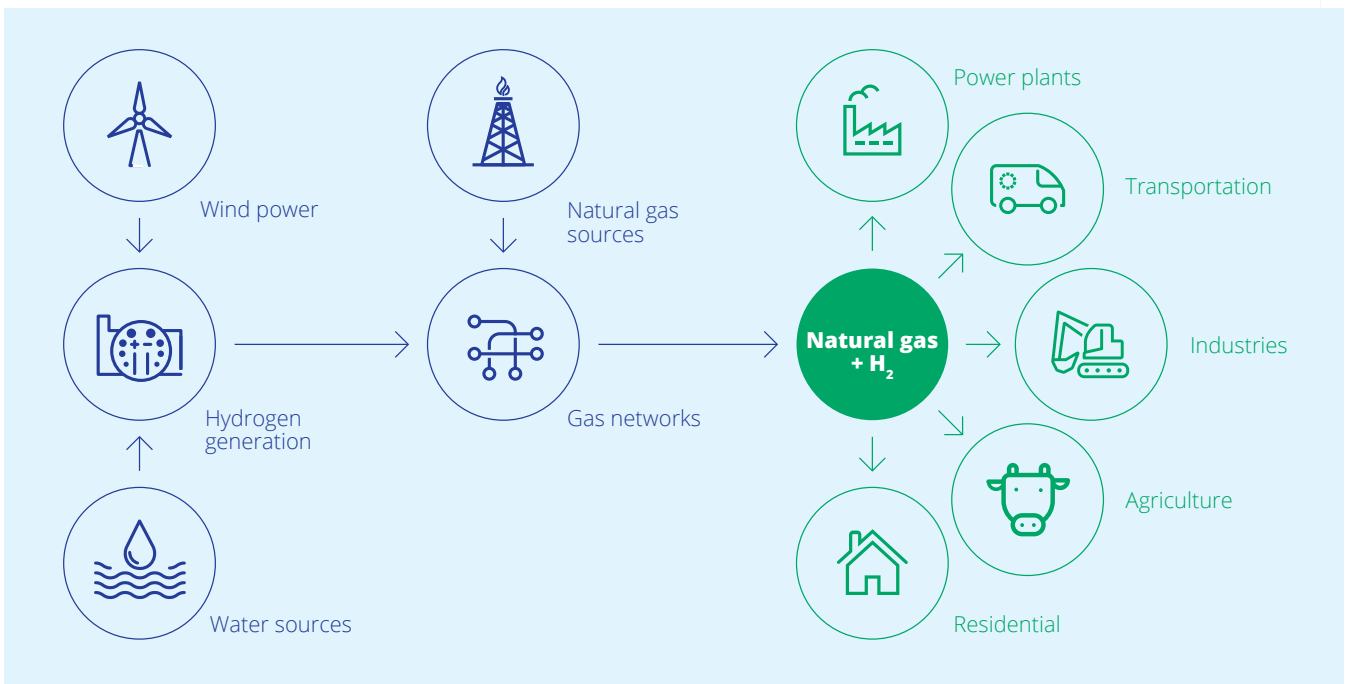 Power plants
Transportation
Wind power
Natural gas
sources
Natural gas
+ H₂
Industries
Hydrogen
generation
Gas networks
Agriculture
Water sources
Residential